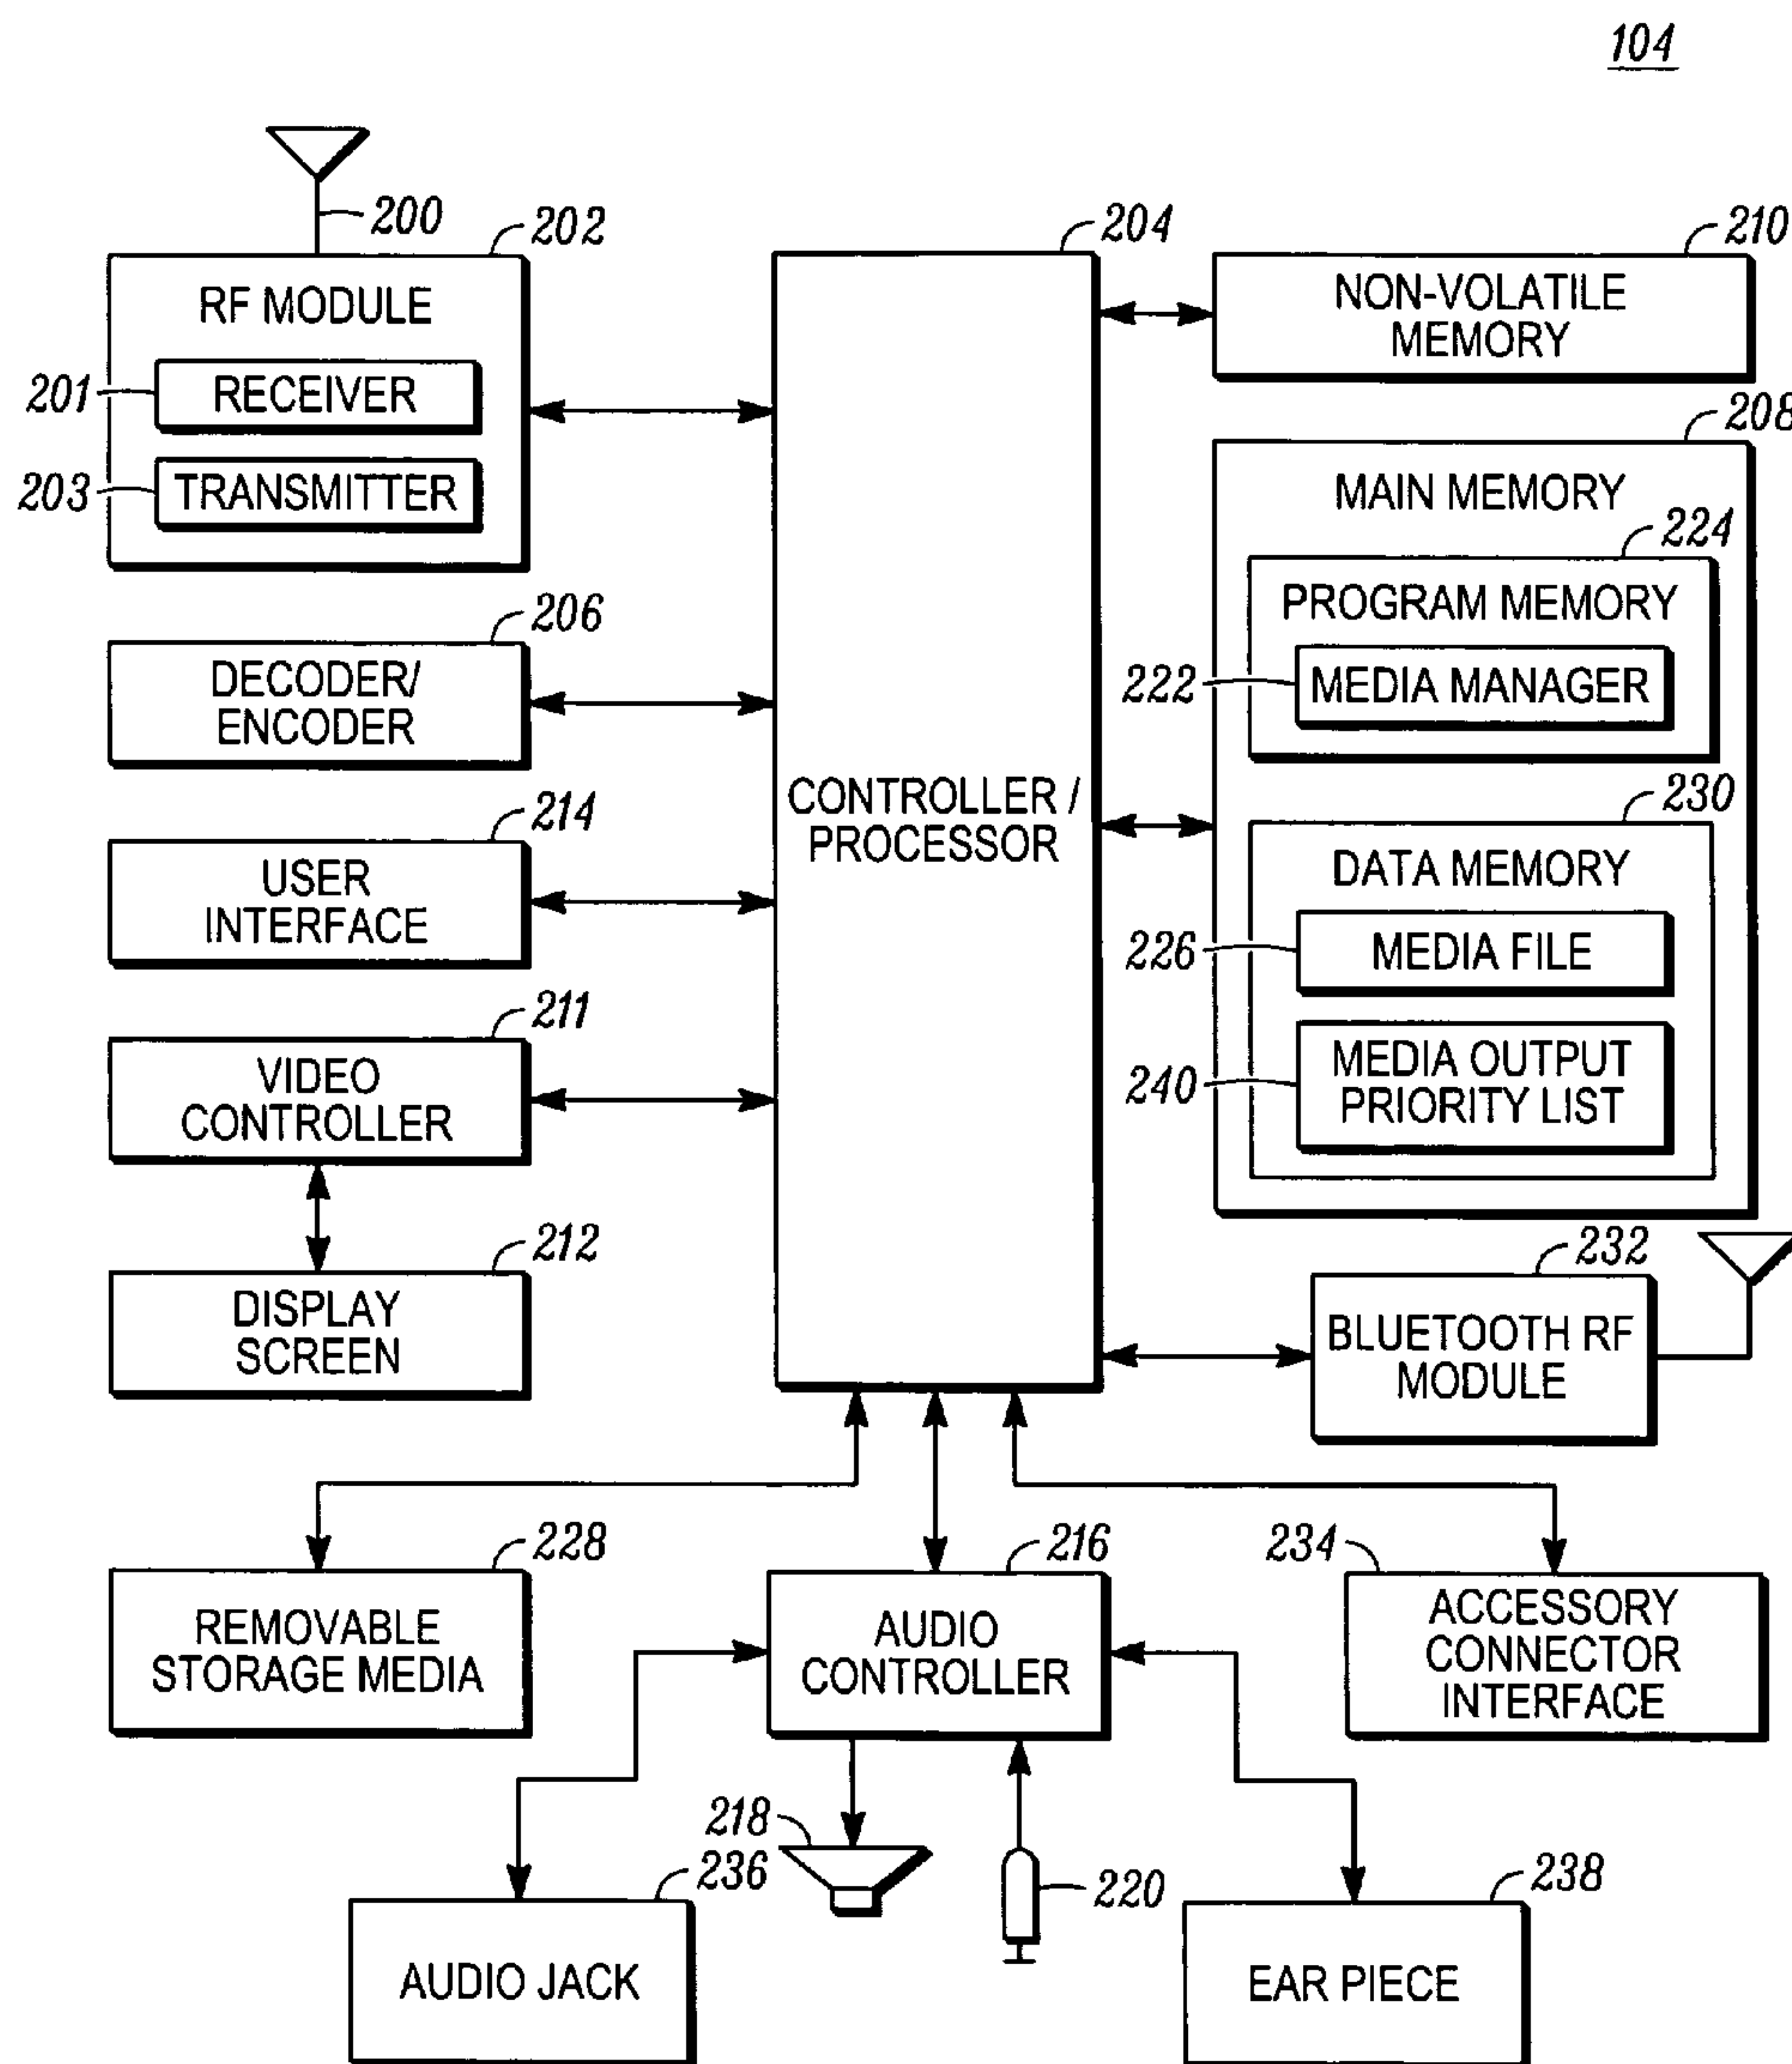 104
200
202
RF MODULE
201
RECEIVER
203
TRANSMITTER
206
DECODER/
ENCODER
214
USER
INTERFACE
211
VIDEO
CONTROLLER
212
DISPLAY
SCREEN
204
CONTROLLER /
PROCESSOR
210
NON-VOLATILE
MEMORY
208
MAIN MEMORY
224
PROGRAM MEMORY
222
MEDIA MANAGER
230
DATA MEMORY
226
MEDIA FILE
240
MEDIA OUTPUT
PRIORITY LIST
232
BLUETOOTH RF
MODULE
228
REMOVABLE
STORAGE MEDIA
216
AUDIO
CONTROLLER
234
ACCESSORY
CONNECTOR
INTERFACE
218
236
AUDIO JACK
220
238
EAR PIECE